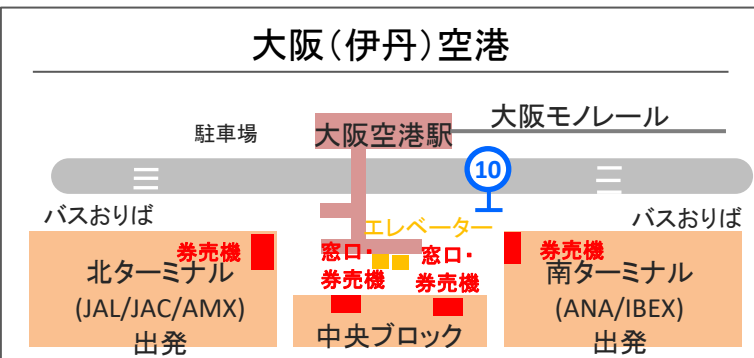 大阪(伊丹)空港
大阪モノレール
駐車場
大阪空港駅
10
バスおりば
バスおりば
エレベーター
券売機
窓口・
券売機
窓口・
券売機
券売機
北ターミナル
(JAL/JAC/AMX)
出発
中央ブロック
南ターミナル
(ANA/IBEX)
出発